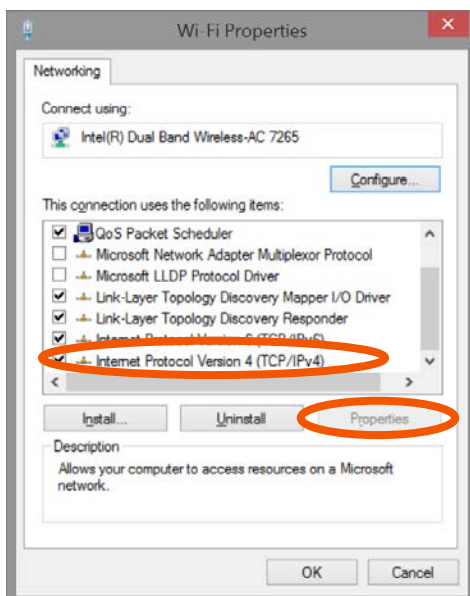 Wi-Fi Properties
Networking
Connect using:
Intel(R) Dual Band Wireless-AC 7265
Configure...
This connection uses the following items:
QoS Packet Scheduler
Microsoft Network Adapter Multiplexor Protocol
Microsoft LLDP Protocol Driver
Link-Layer Topology Discovery Mapper I/O Driver
Link-Layer Topology Discovery Responder
Internet Protocol Version 6 (TCP/IPv6)
Internet Protocol Version 4 (TCP/IPv4)
Install... Uninstall Properties
Description
Allows your computer to access resources on a Microsoft
network.
OK Cancel